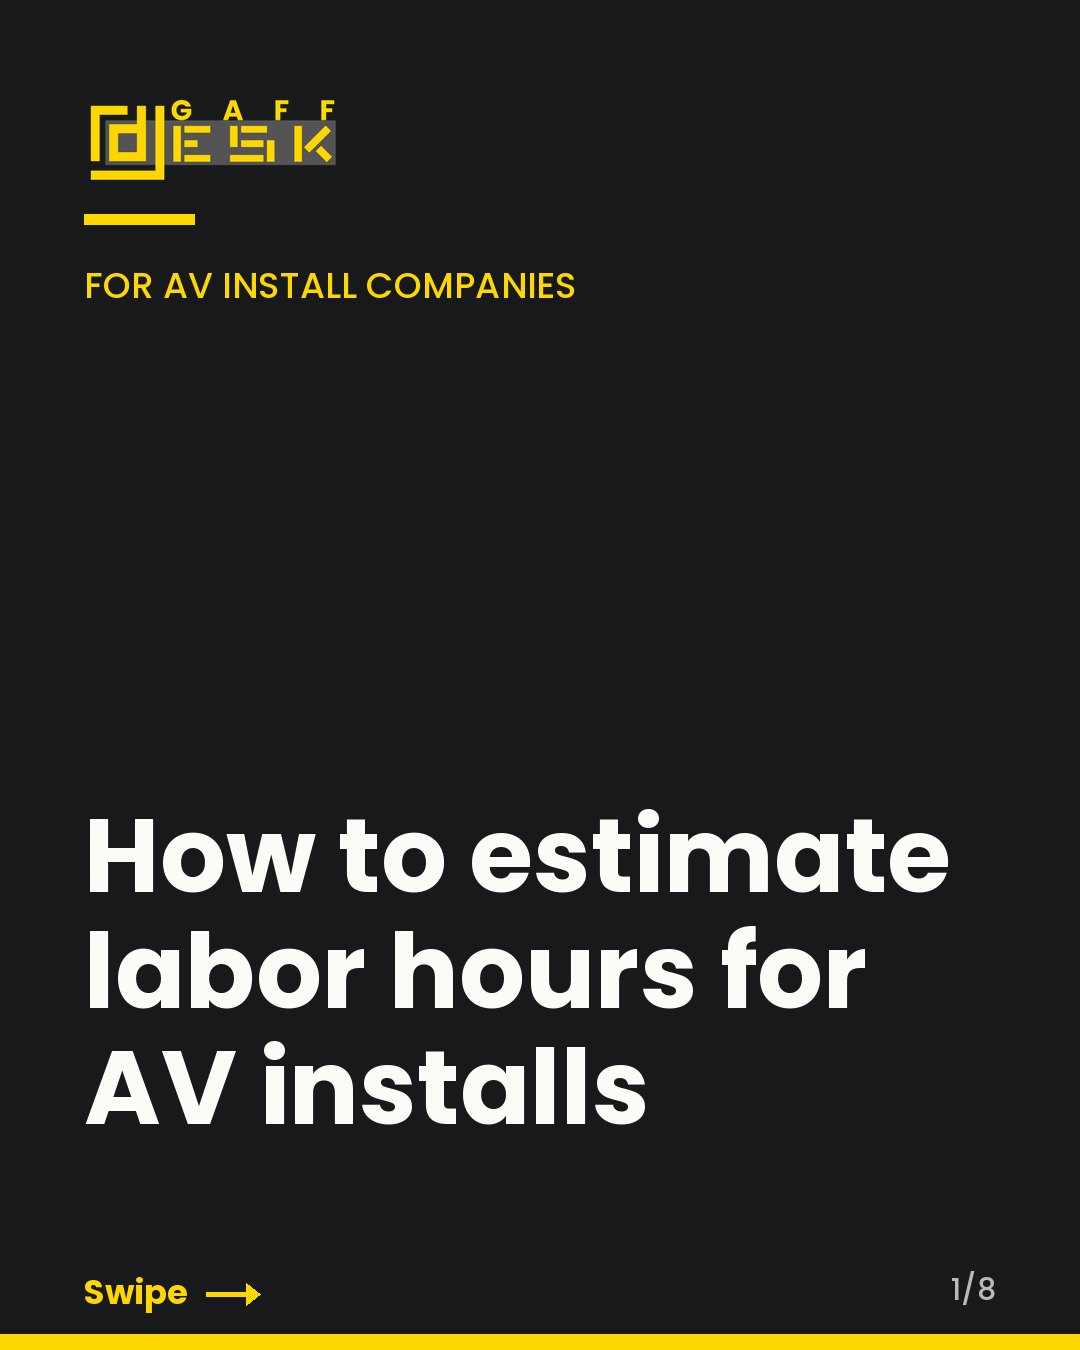 GAFF
dESK
FOR AV INSTALL COMPANIES
How to estimate
labor hours for
AV installs
Swipe
1/8